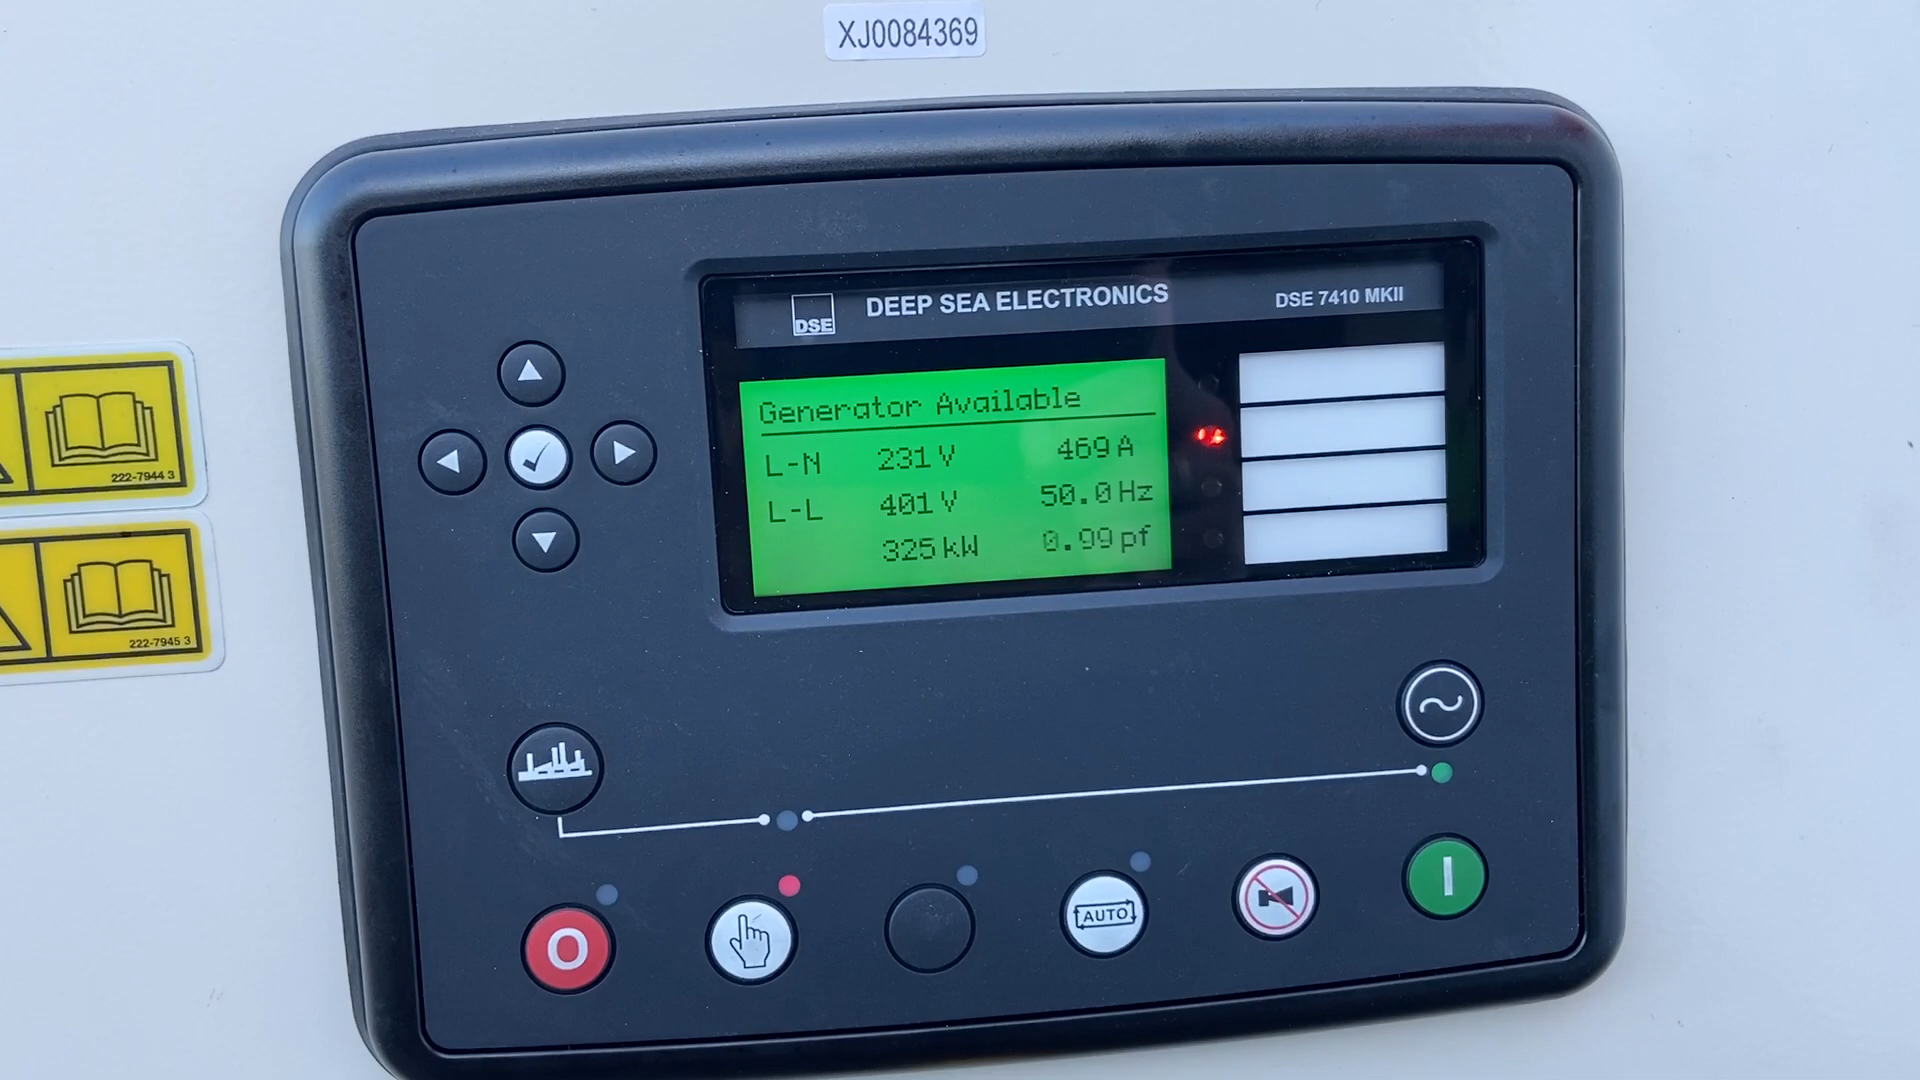 XJ0084369
DSE
DEEP SEA ELECTRONICS
DSE 7410 MKII
Generator Available
L-N 231 V 469 A
L-L 401 V 50.0 Hz
325 kW 0.99 pf
222-7944 3
222-7945 3
O
AUTO
I